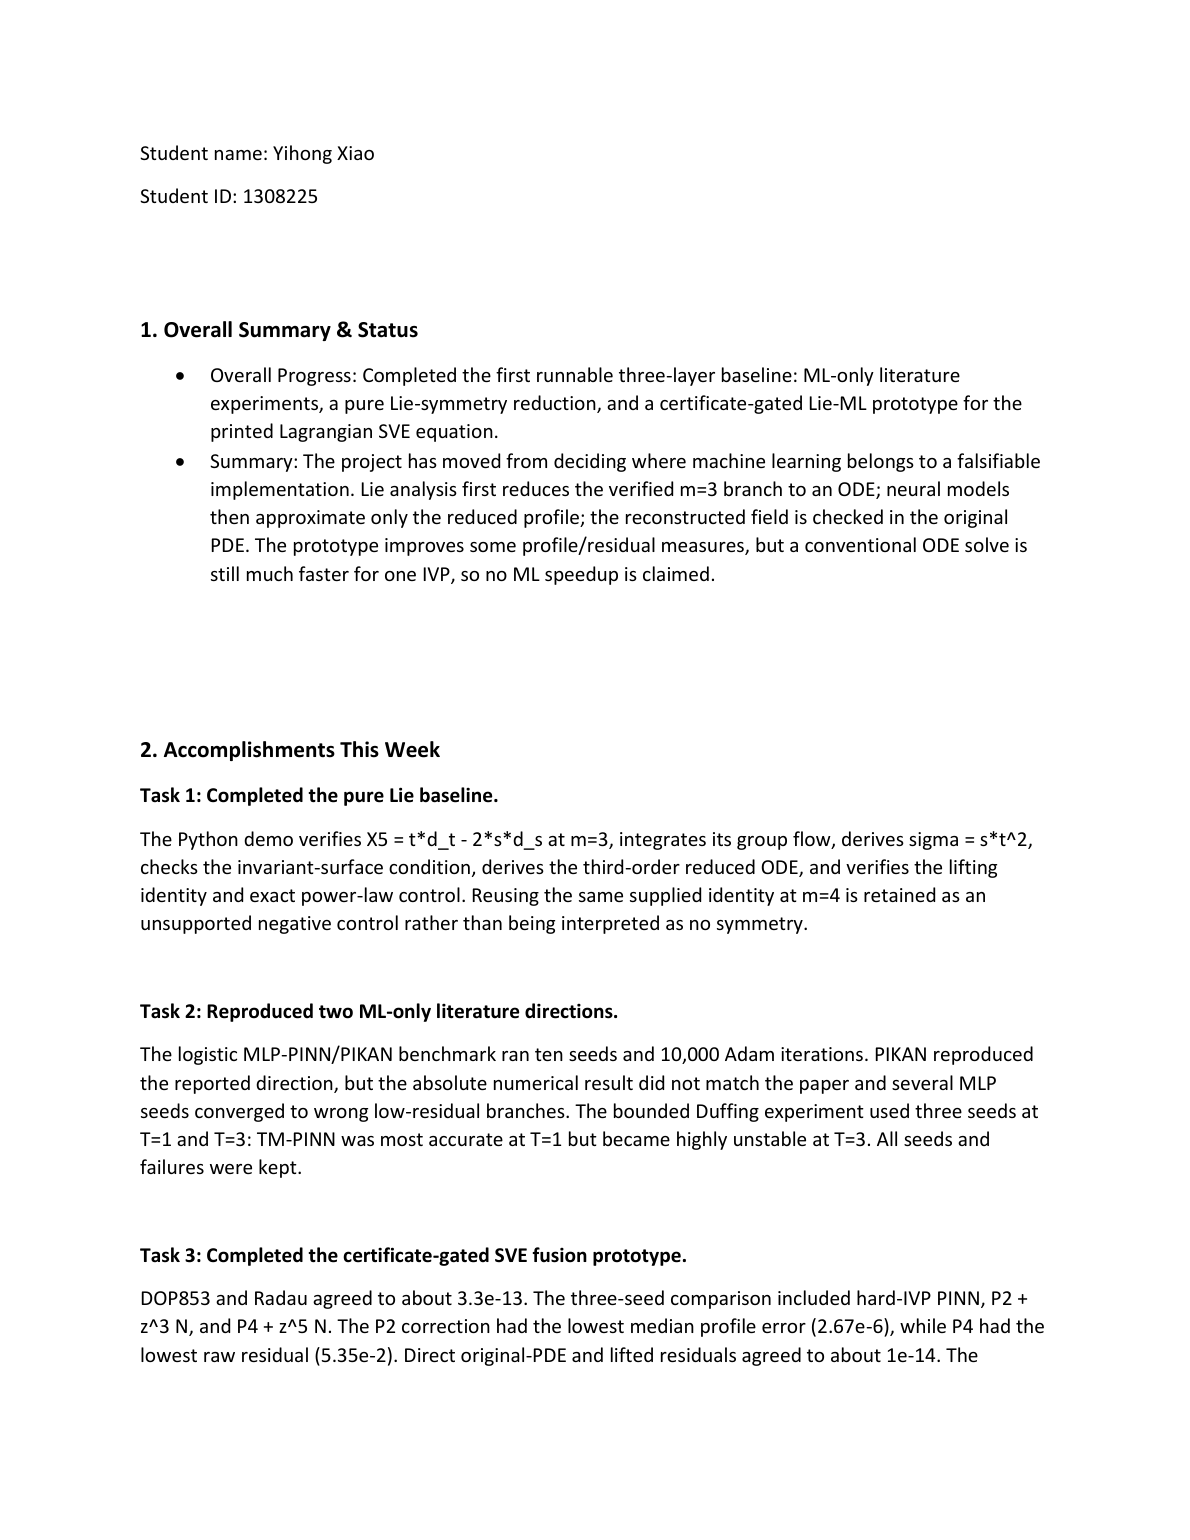 Student name: Yihong Xiao
Student ID: 1308225
1. Overall Summary & Status
• Overall Progress: Completed the first runnable three-layer baseline: ML-only literature
experiments, a pure Lie-symmetry reduction, and a certificate-gated Lie-ML prototype for the
printed Lagrangian SVE equation.
• Summary: The project has moved from deciding where machine learning belongs to a falsifiable
implementation. Lie analysis first reduces the verified m=3 branch to an ODE; neural models
then approximate only the reduced profile; the reconstructed field is checked in the original
PDE. The prototype improves some profile/residual measures, but a conventional ODE solve is
still much faster for one IVP, so no ML speedup is claimed.
2. Accomplishments This Week
Task 1: Completed the pure Lie baseline.
The Python demo verifies X5 = t*d_t - 2*s*d_s at m=3, integrates its group flow, derives sigma = s*t^2,
checks the invariant-surface condition, derives the third-order reduced ODE, and verifies the lifting
identity and exact power-law control. Reusing the same supplied identity at m=4 is retained as an
unsupported negative control rather than being interpreted as no symmetry.
Task 2: Reproduced two ML-only literature directions.
The logistic MLP-PINN/PIKAN benchmark ran ten seeds and 10,000 Adam iterations. PIKAN reproduced
the reported direction, but the absolute numerical result did not match the paper and several MLP
seeds converged to wrong low-residual branches. The bounded Duffing experiment used three seeds at
T=1 and T=3: TM-PINN was most accurate at T=1 but became highly unstable at T=3. All seeds and
failures were kept.
Task 3: Completed the certificate-gated SVE fusion prototype.
DOP853 and Radau agreed to about 3.3e-13. The three-seed comparison included hard-IVP PINN, P2 +
z^3 N, and P4 + z^5 N. The P2 correction had the lowest median profile error (2.67e-6), while P4 had the
lowest raw residual (5.35e-2). Direct original-PDE and lifted residuals agreed to about 1e-14. The